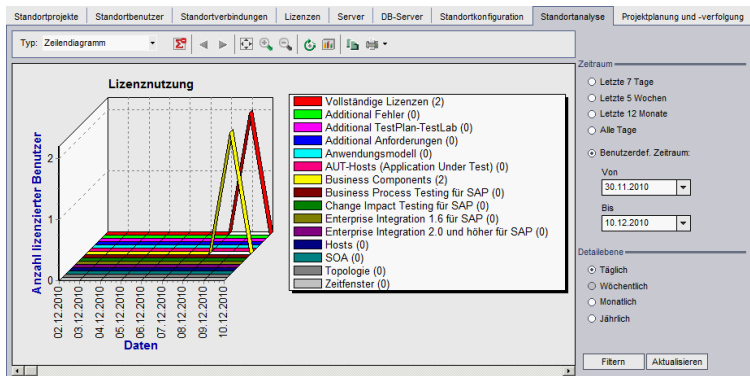 Standortprojekte Standortbenutzer Standortverbindungen Lizenzen Server DB-Server Standortkonfiguration Standortanalyse Projektplanung und -verfolgung
Typ: Zeilendiagramm
Lizenznutzung
Anzahl lizenzierter Benutzer
2
1
0
02.12.2010
03.12.2010
04.12.2010
05.12.2010
06.12.2010
07.12.2010
08.12.2010
09.12.2010
10.12.2010
Daten
Vollständige Lizenzen (2)
Additional Fehler (0)
Additional TestPlan-TestLab (0)
Additional Anforderungen (0)
Anwendungsmodell (0)
AUT-Hosts (Application Under Test) (0)
Business Components (2)
Business Process Testing für SAP (0)
Change Impact Testing für SAP (0)
Enterprise Integration 1.6 für SAP (0)
Enterprise Integration 2.0 und höher für SAP (0)
Hosts (0)
SOA (0)
Topologie (0)
Zeitfenster (0)
Zeitraum
Letzte 7 Tage
Letzte 5 Wochen
Letzte 12 Monate
Alle Tage
Benutzerdef. Zeitraum:
Von
30.11.2010
Bis
10.12.2010
Detailebene
Täglich
Wöchentlich
Monatlich
Jährlich
Filtern Aktualisieren